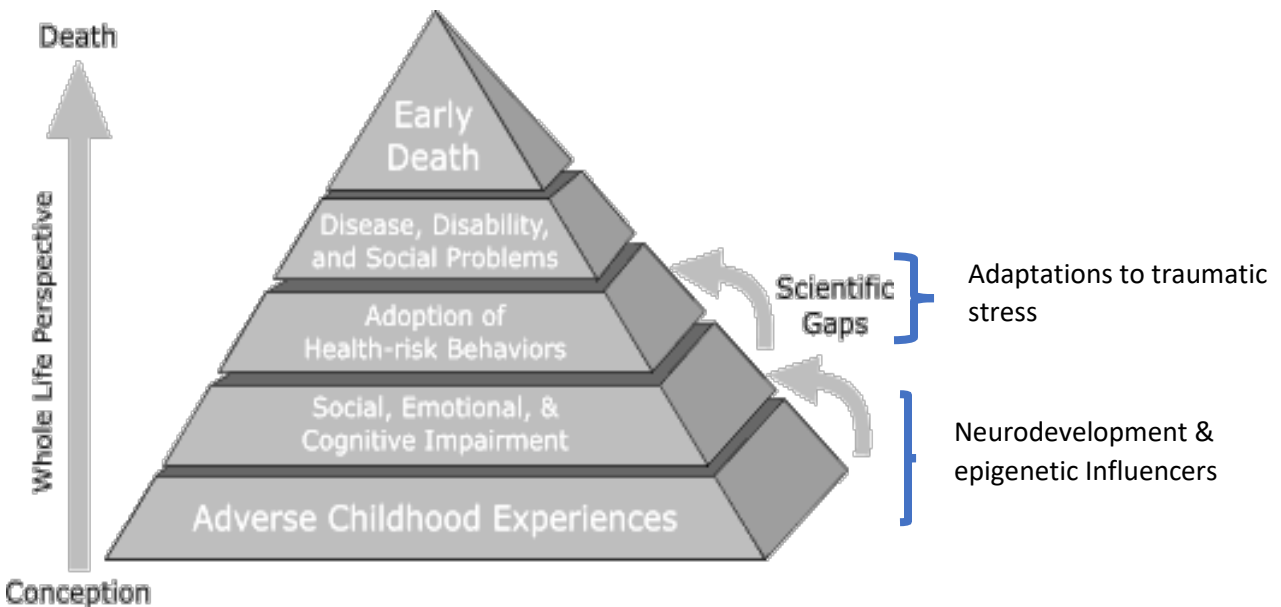 Death
Whole Life Perspective
Conception
Early
Death
Disease, Disability,
and Social Problems
Adoption of
Health-risk Behaviors
Social, Emotional, &
Cognitive Impairment
Adverse Childhood Experiences
Scientific
Gaps
Adaptations to traumatic
stress
Neurodevelopment &
epigenetic Influencers